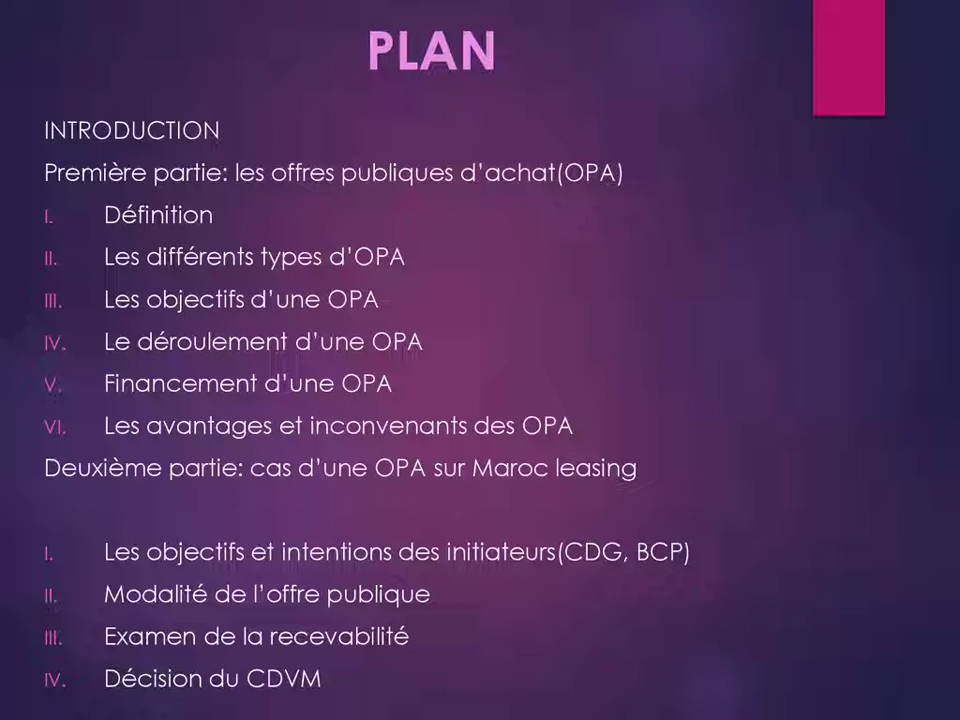 PLAN
INTRODUCTION
Première partie: les offres publiques d’achat(OPA)
I. Définition
II. Les différents types d’OPA
III. Les objectifs d’une OPA
IV. Le déroulement d’une OPA
V. Financement d’une OPA
VI. Les avantages et inconvenants des OPA
Deuxième partie: cas d’une OPA sur Maroc leasing
I. Les objectifs et intentions des initiateurs(CDG, BCP)
II. Modalité de l’offre publique
III. Examen de la recevabilité
IV. Décision du CDVM